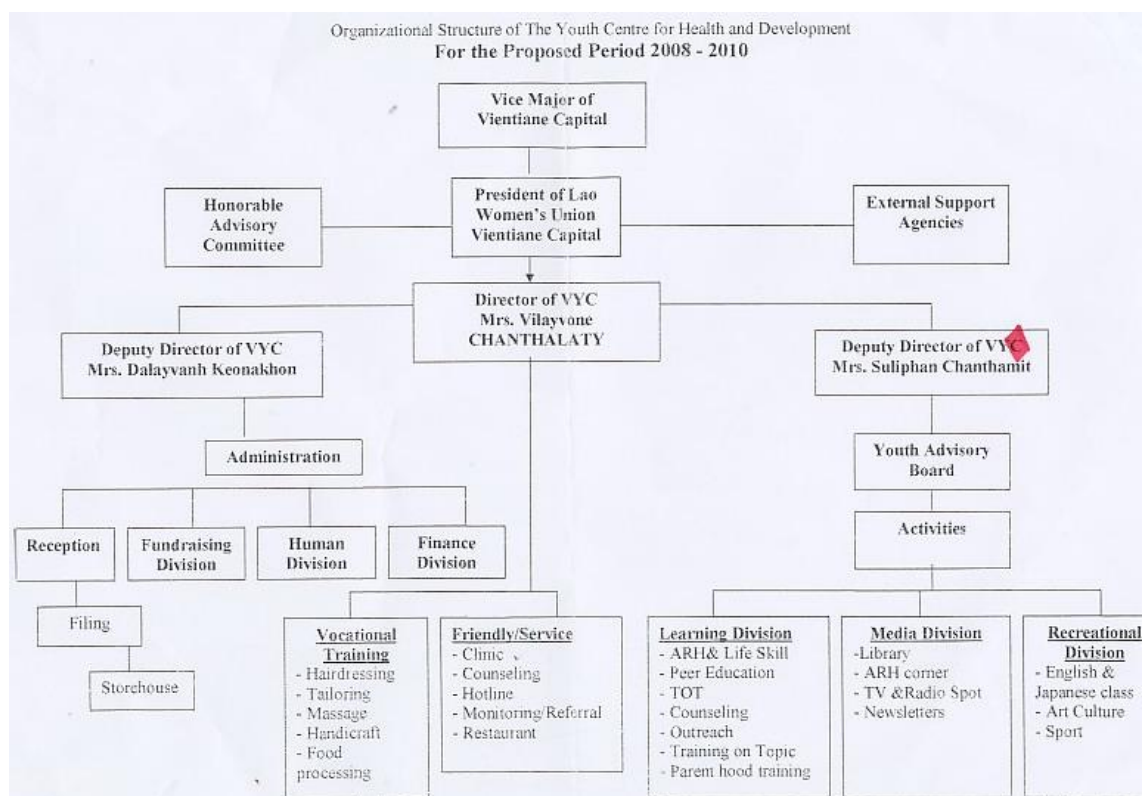 Organizational Structure of The Youth Centre for Health and Development
For the Proposed Period 2008 - 2010
Vice Major of
Vientiane Capital
Honorable
Advisory
Committee
President of Lao
Women's Union
Vientiane Capital
External Support
Agencies
Director of VYC
Mrs. Vilayvone
CHANTHALATY
Deputy Director of VYC
Mrs. Dalayvanh Keonakhon
Deputy Director of VYC
Mrs. Suliphan Chanthamit
Administration
Youth Advisory
Board
Activities
Reception
Fundraising
Division
Human
Division
Finance
Division
Filing
Storehouse
Vocational
Training
- Hairdressing
- Tailoring
- Massage
- Handicraft
- Food
processing
Friendly/Service
- Clinic
- Counseling
- Hotline
- Monitoring/Referral
- Restaurant
Learning Division
- ARH& Life Skill
- Peer Education
- TOT
- Counseling
- Outreach
- Training on Topic
- Parent hood training
Media Division
-Library
- ARH corner
- TV &Radio Spot
- Newsletters
Recreational
Division
- English &
Japanese class
- Art Culture
- Sport